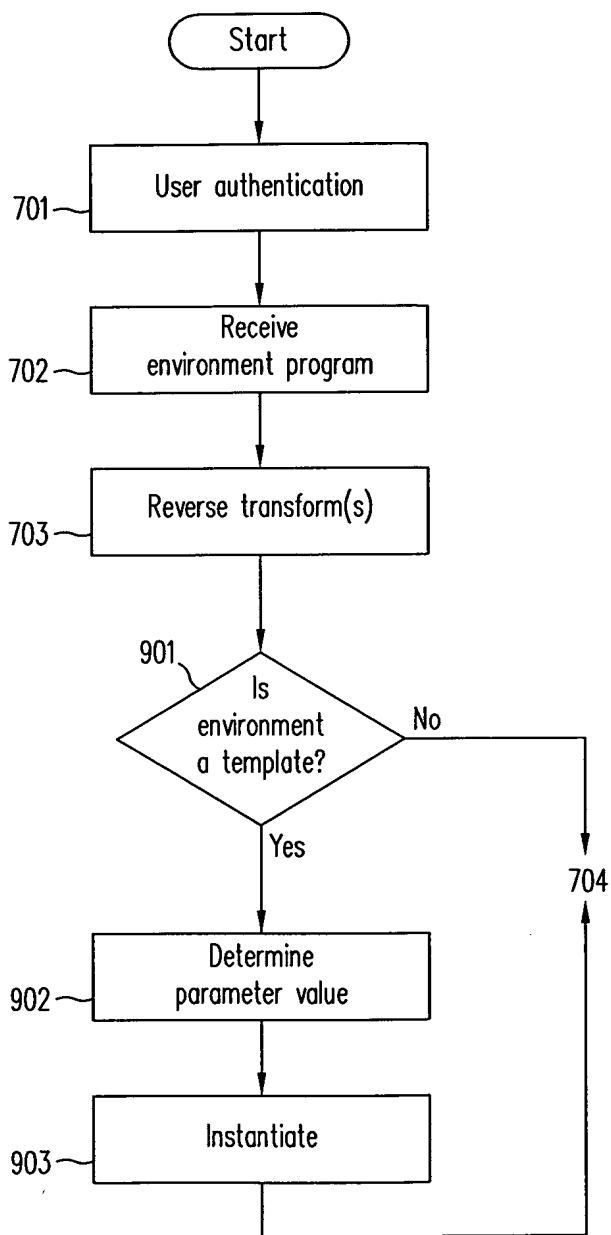 Start
User authentication
701
Receive
environment program
702
Reverse transform(s)
703
901
Is
environment
a template?
No
Yes
704
Determine
parameter value
902
Instantiate
903